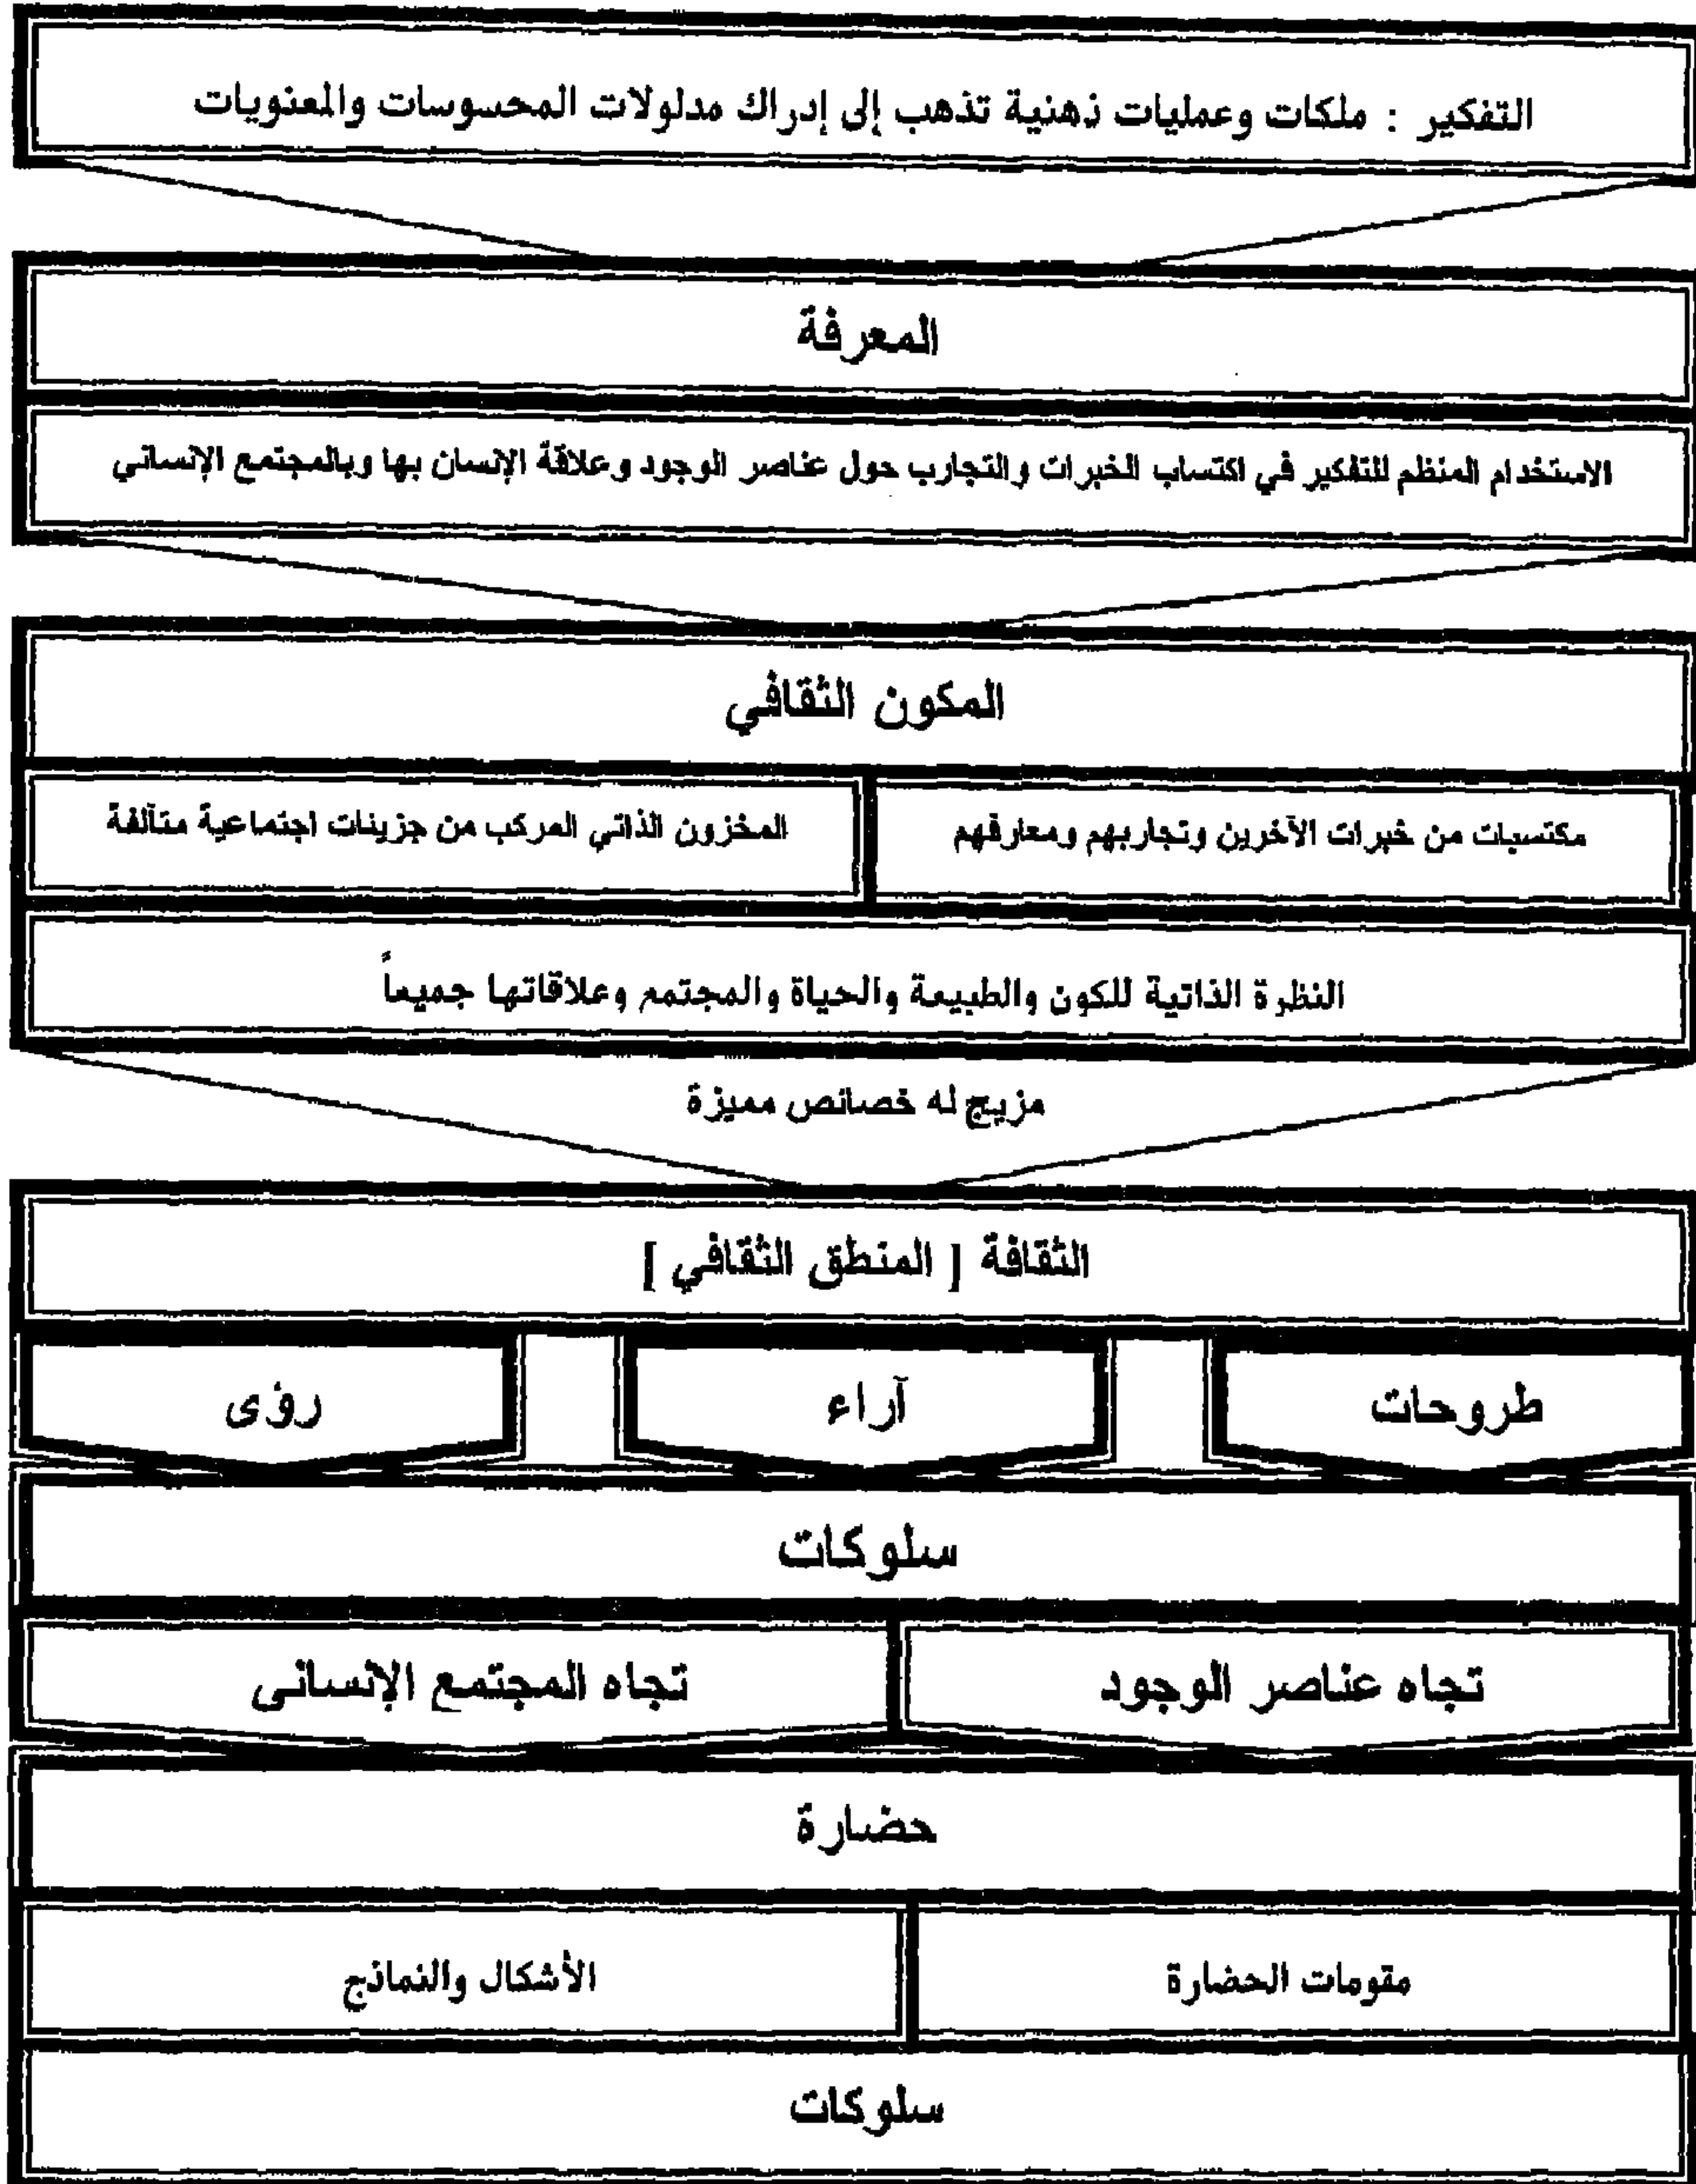 التفكير : ملكات وعمليات ذهنية تذهب إلى إدراك مدلولات المحسوسات والمعنويات
المعرفة
الاستخدام المنظم للتفكير في اكتساب الخبرات والتجارب حول عناصر الوجود وعلاقة الإنسان بها وبالمجتمع الإنساني
المكون الثقافي
مكتسبات من خبرات الآخرين وتجاربهم ومعارفهم
المخزون الذاتي المركب من جزيئات اجتماعية متآلفة
النظرة الذاتية للكون والطبيعة والحياة والمجتمع وعلاقاتها جميعاً
مزيج له خصائص مميزة
الثقافة [ المنطق الثقافي ]
طروحات
آراء
رؤى
سلوكات
تجاه عناصر الوجود
تجاه المجتمع الإنسانى
حضارة
مقومات الحضارة
الأشكال والنماذج
سلوكات